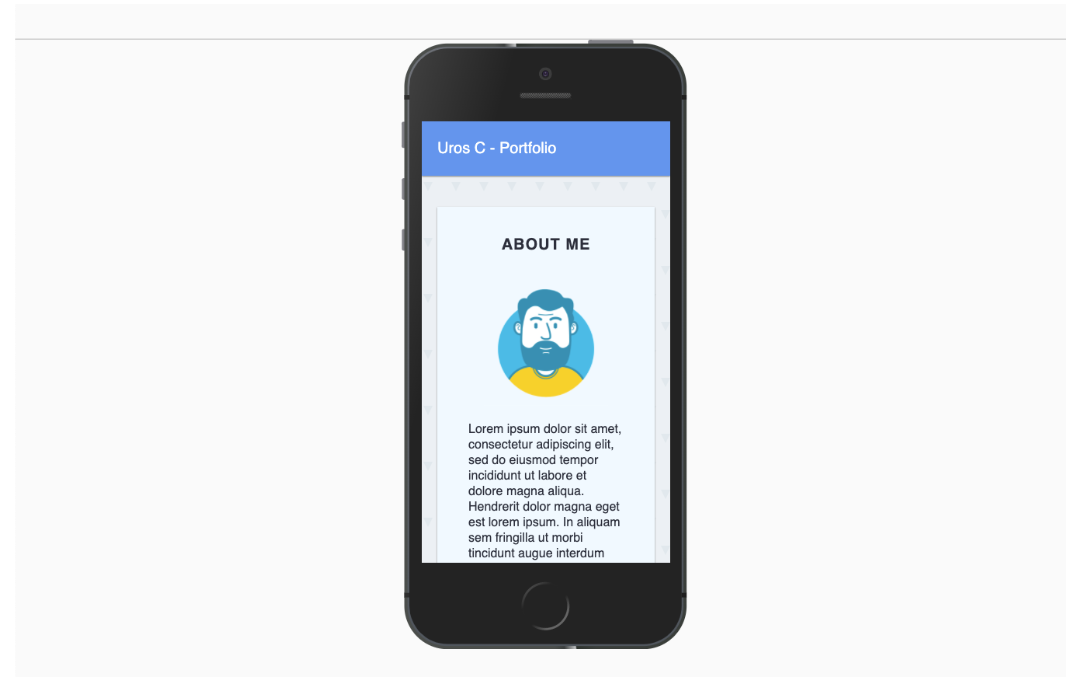 Uros C - Portfolio
ABOUT ME
Lorem ipsum dolor sit amet,
consectetur adipiscing elit,
sed do eiusmod tempor
incididunt ut labore et
dolore magna aliqua.
Hendrerit dolor magna eget
est lorem ipsum. In aliquam
sem fringilla ut morbi
tincidunt augue interdum